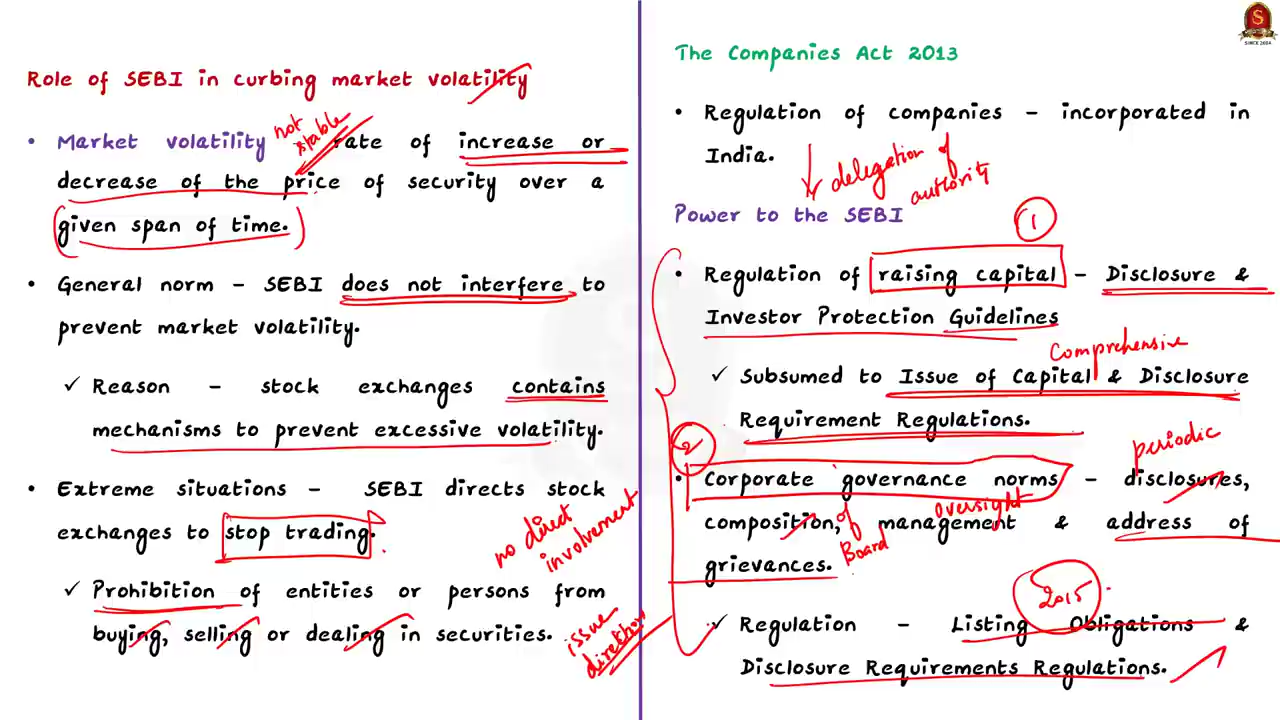 Role of SEBI in curbing market volatility
not
stable
• Market volatility rate of increase or
decrease of the price of security over a
given span of time.
• General norm - SEBI does not interfere to
prevent market volatility.
✓ Reason - stock exchanges contains
mechanisms to prevent excessive volatility.
• Extreme situations - SEBI directs stock
exchanges to stop trading.
no direct
involvement
✓ Prohibition of entities or persons from
buying, selling or dealing in securities.
issue
direction
S
SINCE 2004
The Companies Act 2013
• Regulation of companies - incorporated in
India.
delegation of
authority
Power to the SEBI
1
• Regulation of raising capital - Disclosure &
Investor Protection Guidelines
Comprehensive
✓ Subsumed to Issue of Capital & Disclosure
Requirement Regulations.
2
periodic
• Corporate governance norms - disclosures,
oversight
composition, management & address of
of
Board
grievances.
2015
✓ Regulation - Listing Obligations &
Disclosure Requirements Regulations.